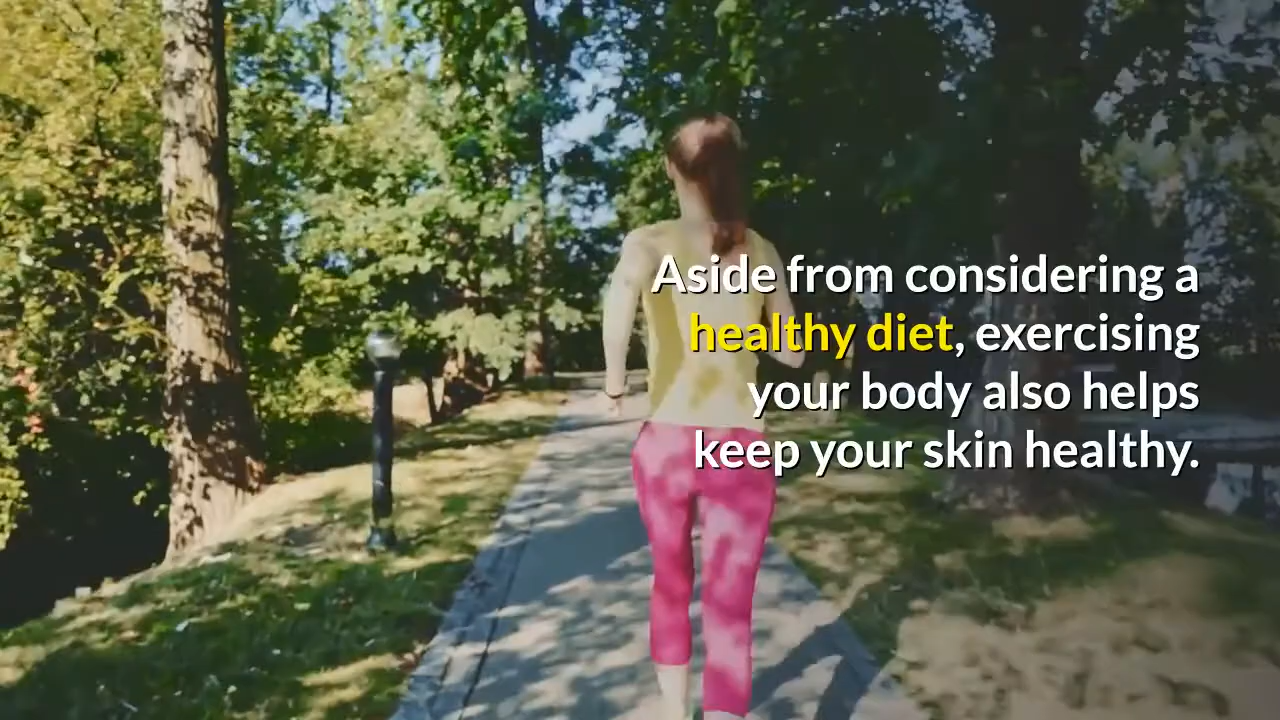 Aside from considering a
healthy diet, exercising
your body also helps
keep your skin healthy.